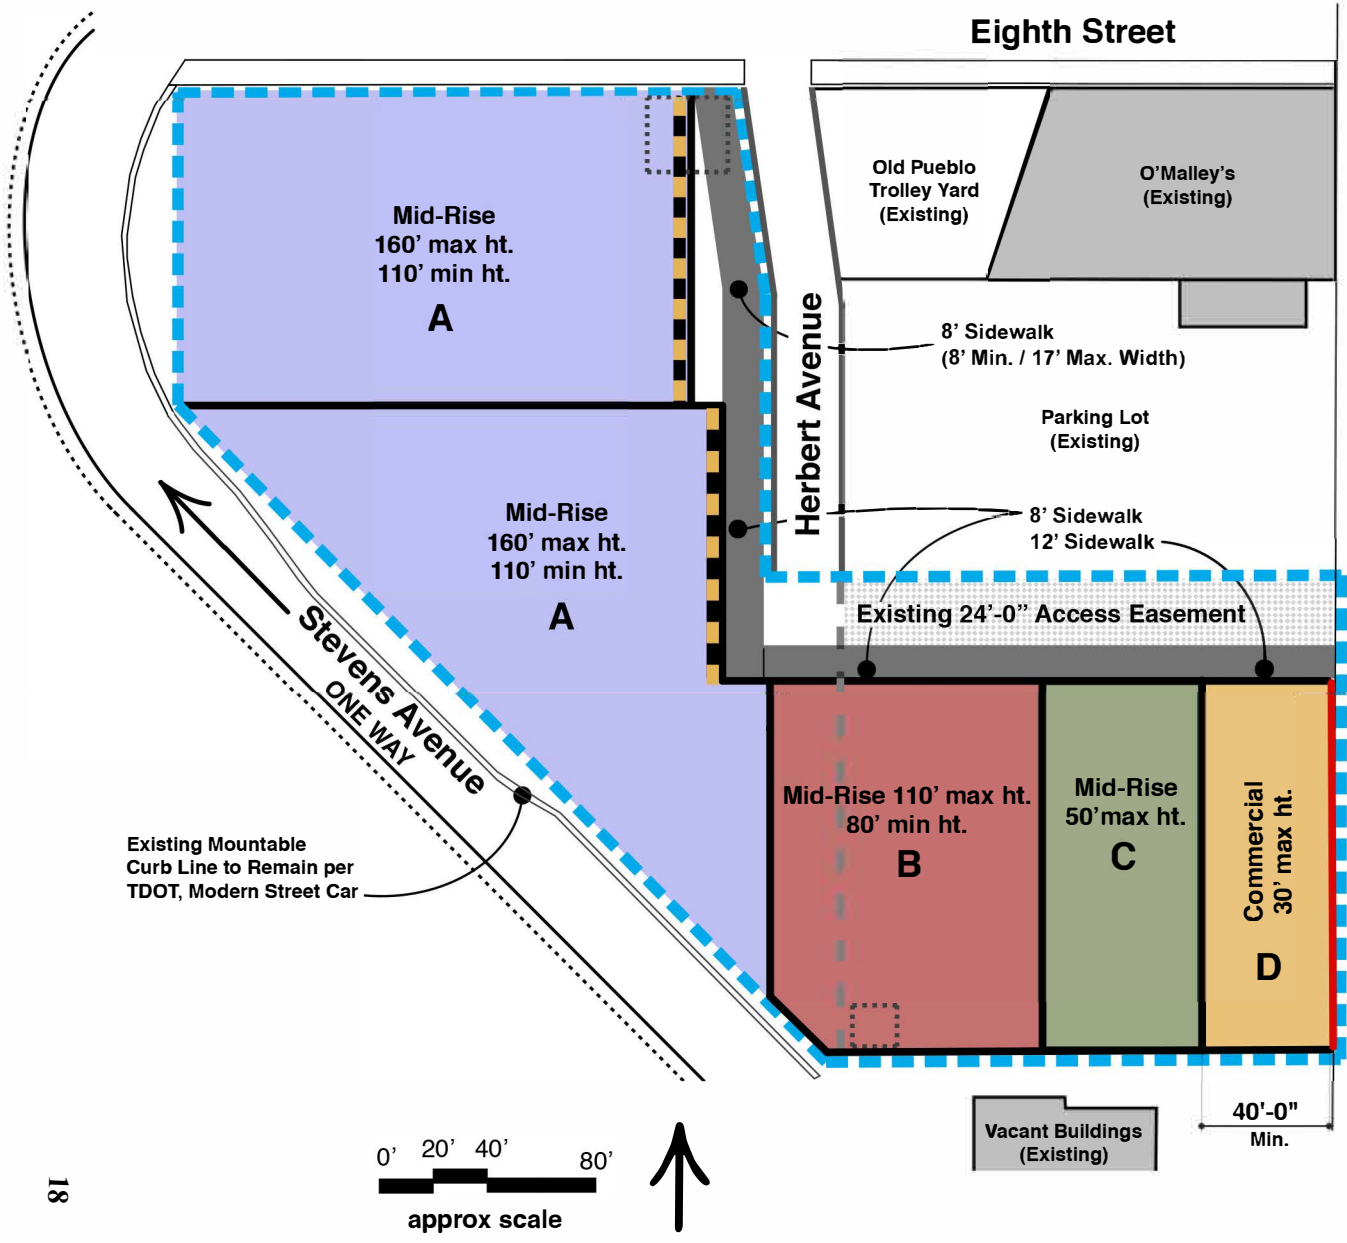 Eighth Street
Old Pueblo
Trolley Yard
(Existing)
O’Malley’s
(Existing)
Mid-Rise
160’ max ht.
110’ min ht.
A
8’ Sidewalk
(8’ Min. / 17’ Max. Width)
Herbert Avenue
Parking Lot
(Existing)
Mid-Rise
160’ max ht.
110’ min ht.
A
8’ Sidewalk
12’ Sidewalk
Existing 24’-0” Access Easement
Stevens Avenue
ONE WAY
Mid-Rise 110’ max ht.
80’ min ht.
B
Mid-Rise
50’max ht.
C
Commercial
30’ max ht.
D
Existing Mountable
Curb Line to Remain per
TDOT, Modern Street Car
40'-0"
Min.
Vacant Buildings
(Existing)
0’ 20’ 40’ 80’
approx scale
18